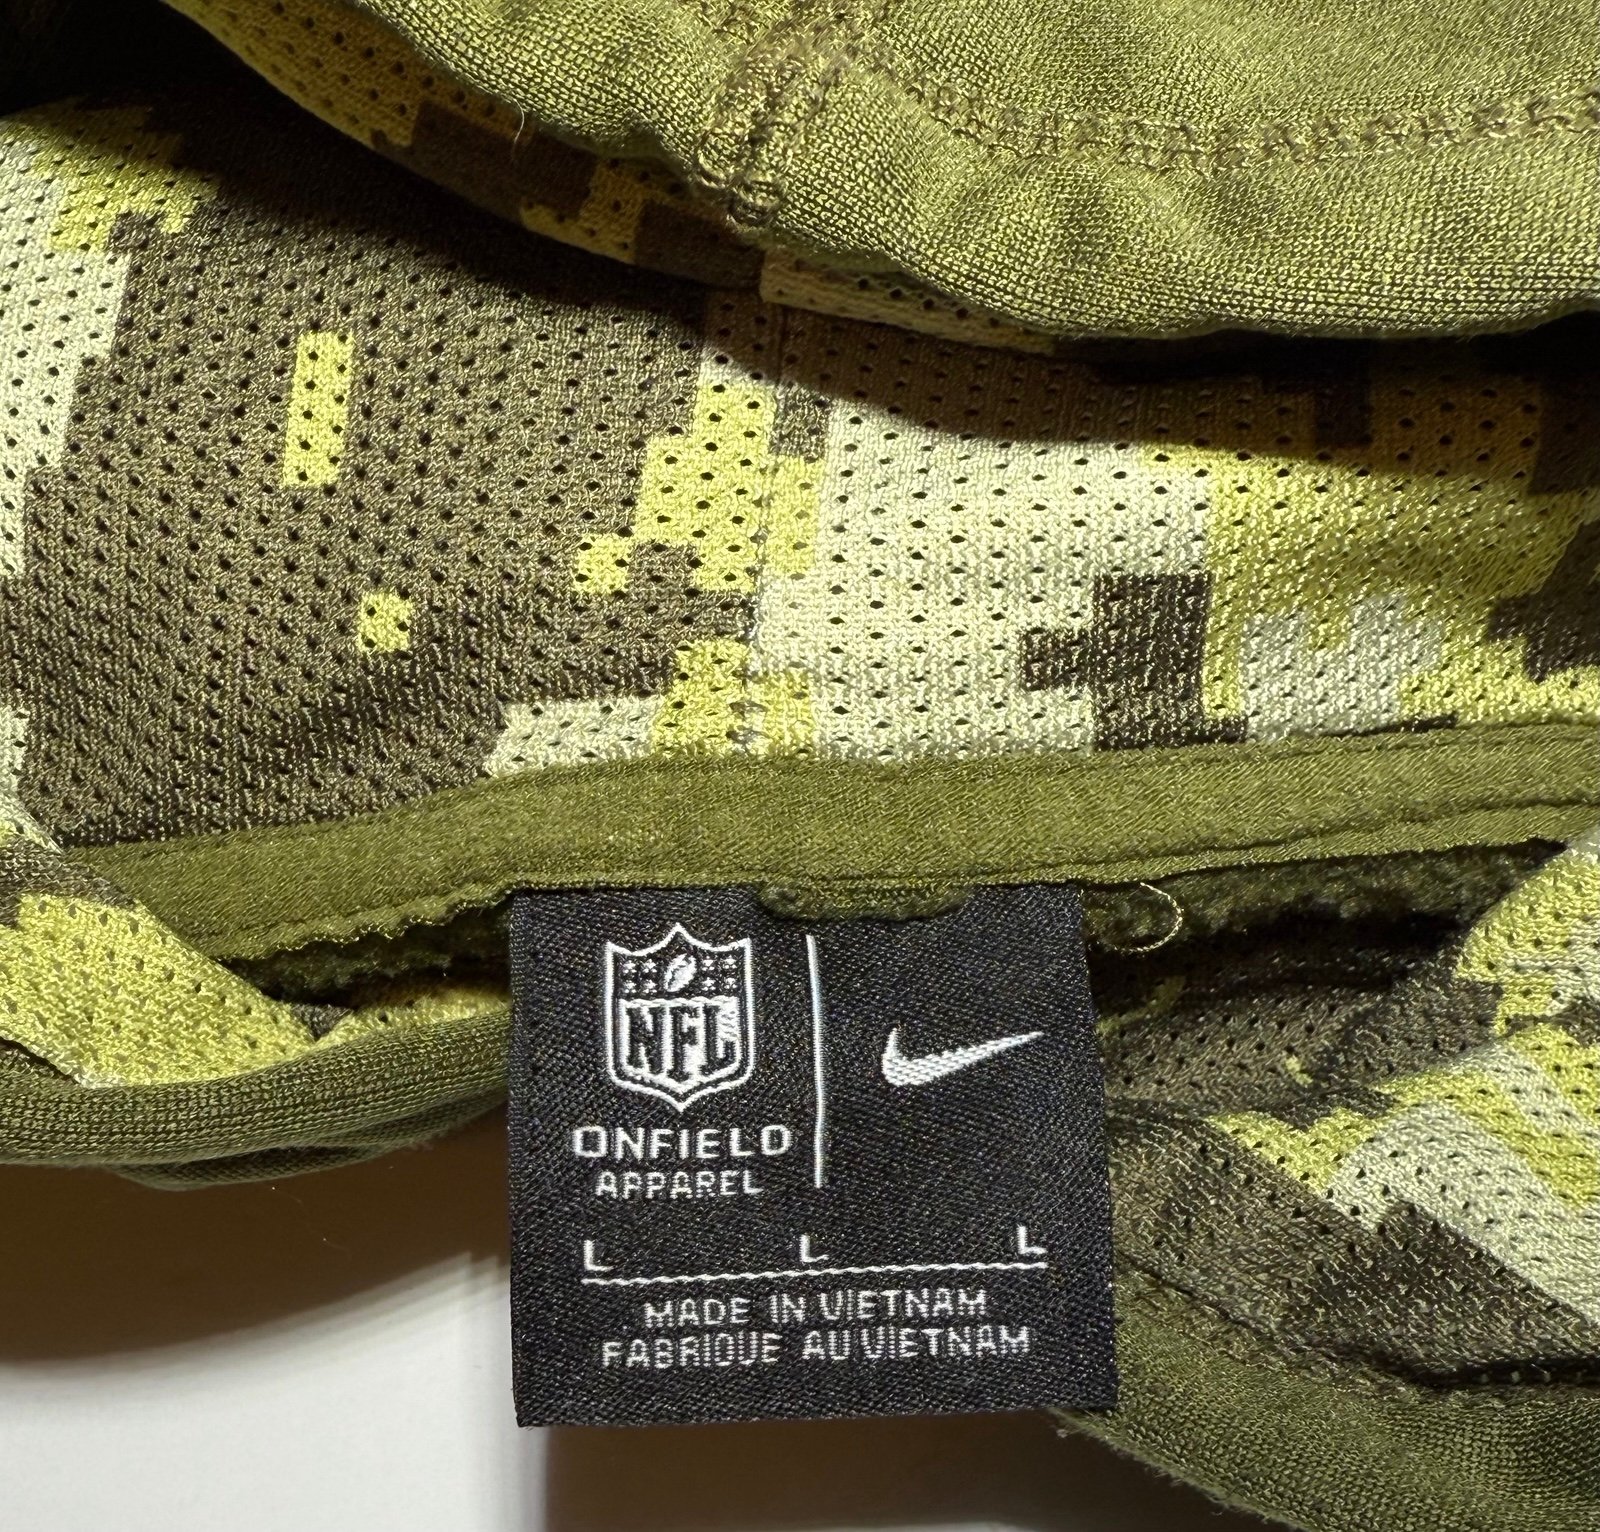 NFL
ONFIELD
APPAREL
L L L
MADE IN VIETNAM
FABRIQUE AU VIETNAM